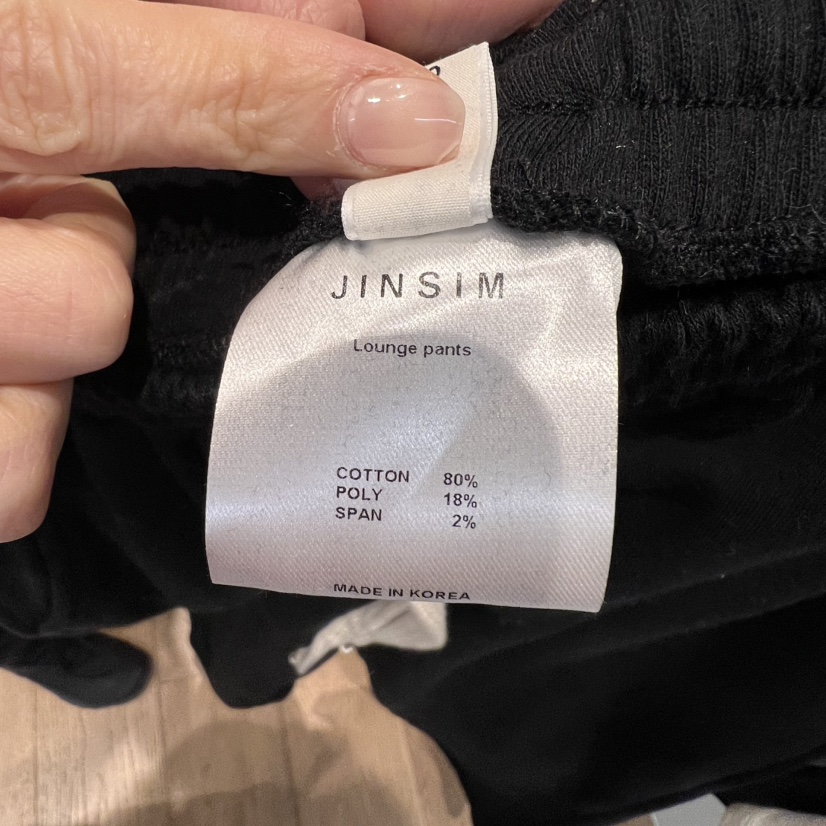 JINSIM
Lounge pants
COTTON 80%
POLY 18%
SPAN 2%
MADE IN KOREA